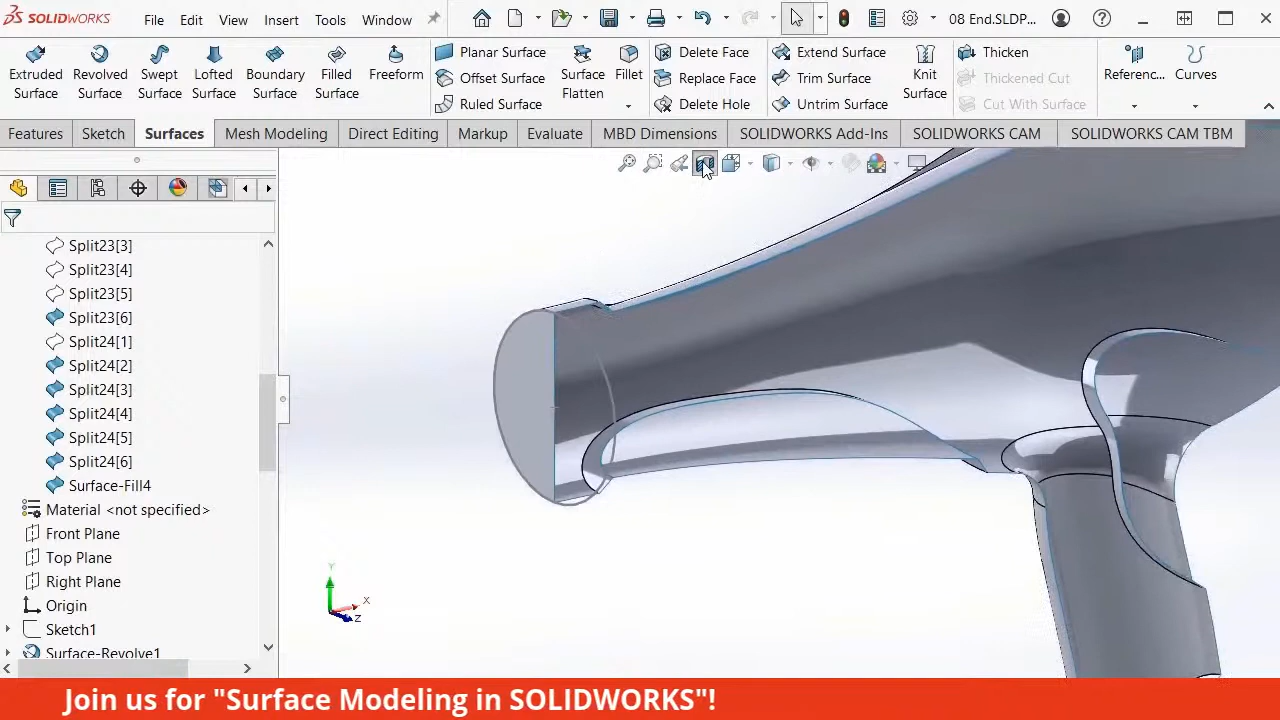 SOLIDWORKS File Edit View Insert Tools Window 08 End.SLDP...
Extruded Surface
Revolved Surface
Swept Surface
Lofted Surface
Boundary Surface
Filled Surface
Freeform
Planar Surface
Offset Surface
Ruled Surface
Surface Flatten
Fillet
Delete Face
Replace Face
Delete Hole
Extend Surface
Trim Surface
Untrim Surface
Knit Surface
Thicken
Thickened Cut
Cut With Surface
Referenc...
Curves
Features Sketch Surfaces Mesh Modeling Direct Editing Markup Evaluate MBD Dimensions SOLIDWORKS Add-Ins SOLIDWORKS CAM SOLIDWORKS CAM TBM
Split23[3]
Split23[4]
Split23[5]
Split23[6]
Split24[1]
Split24[2]
Split24[3]
Split24[4]
Split24[5]
Split24[6]
Surface-Fill4
Material <not specified>
Front Plane
Top Plane
Right Plane
Origin
Sketch1
Surface-Revolve1
Y
X
Z
Join us for "Surface Modeling in SOLIDWORKS"!